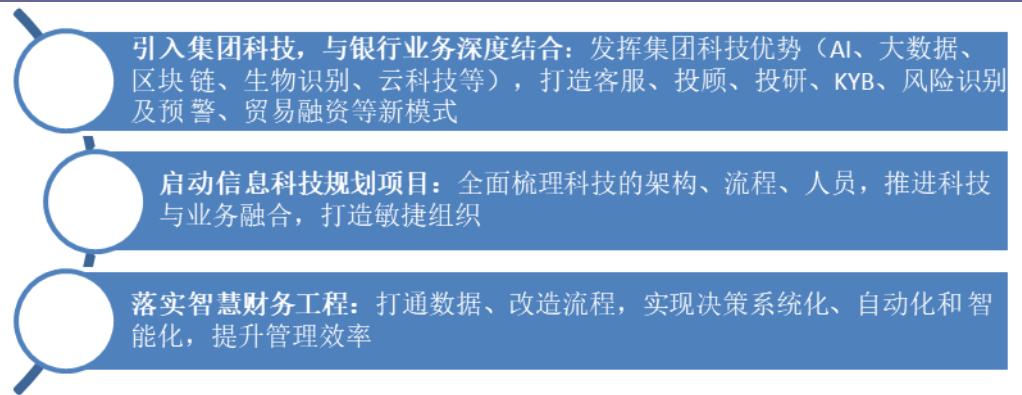 引入集团科技，与银行业务深度结合：发挥集团科技优势（AI、大数据、
区块链、生物识别、云科技等），打造客服、投顾、投研、KYB、风险识别
及预警、贸易融资等新模式
启动信息科技规划项目：全面梳理科技的架构、流程、人员，推进科技
与业务融合，打造敏捷组织
落实智慧财务工程：打通数据、改造流程，实现决策系统化、自动化和智
能化，提升管理效率